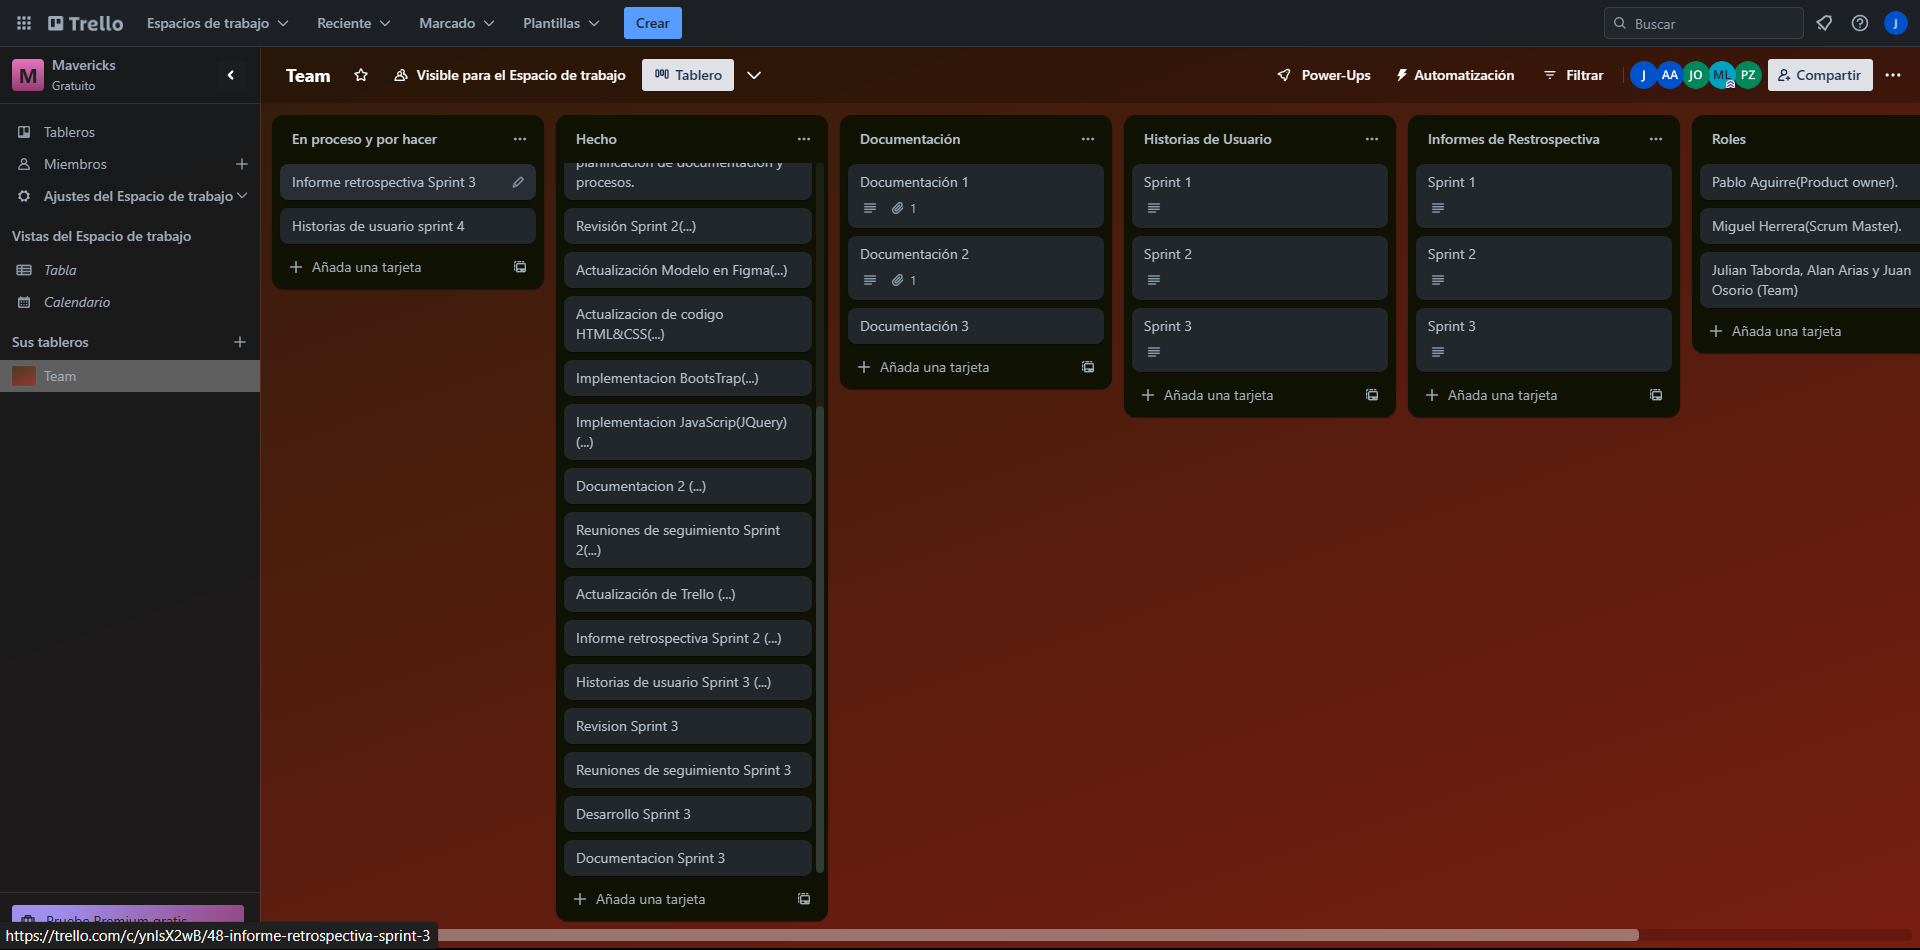 Trello
Espacios de trabajo
Reciente
Marcado
Plantillas
Crear
Buscar
J
M
Mavericks
Gratuito
Tableros
Miembros
Ajustes del Espacio de trabajo
Vistas del Espacio de trabajo
Tabla
Calendario
Sus tableros
Team
Pruebe Premium gratis
https://trello.com/c/ynlsX2wB/48-informe-retrospectiva-sprint-3
Team
Visible para el Espacio de trabajo
Tablero
Power-Ups
Automatización
Filtrar
J
AA
JO
ML
PZ
Compartir
En proceso y por hacer
Informe retrospectiva Sprint 3
Historias de usuario sprint 4
Añada una tarjeta
Hecho
planificación de documentación y
procesos.
Revisión Sprint 2(...)
Actualización Modelo en Figma(...)
Actualizacion de codigo
HTML&CSS(...)
Implementacion BootsTrap(...)
Implementacion JavaScrip(JQuery)
(...)
Documentacion 2 (...)
Reuniones de seguimiento Sprint
2(...)
Actualización de Trello (...)
Informe retrospectiva Sprint 2 (...)
Historias de usuario Sprint 3 (...)
Revision Sprint 3
Reuniones de seguimiento Sprint 3
Desarrollo Sprint 3
Documentacion Sprint 3
Añada una tarjeta
Documentación
Documentación 1
1
Documentación 2
1
Documentación 3
Añada una tarjeta
Historias de Usuario
Sprint 1
Sprint 2
Sprint 3
Añada una tarjeta
Informes de Restrospectiva
Sprint 1
Sprint 2
Sprint 3
Añada una tarjeta
Roles
Pablo Aguirre(Product owner).
Miguel Herrera(Scrum Master).
Julian Taborda, Alan Arias y Juan
Osorio (Team)
Añada una tarjeta